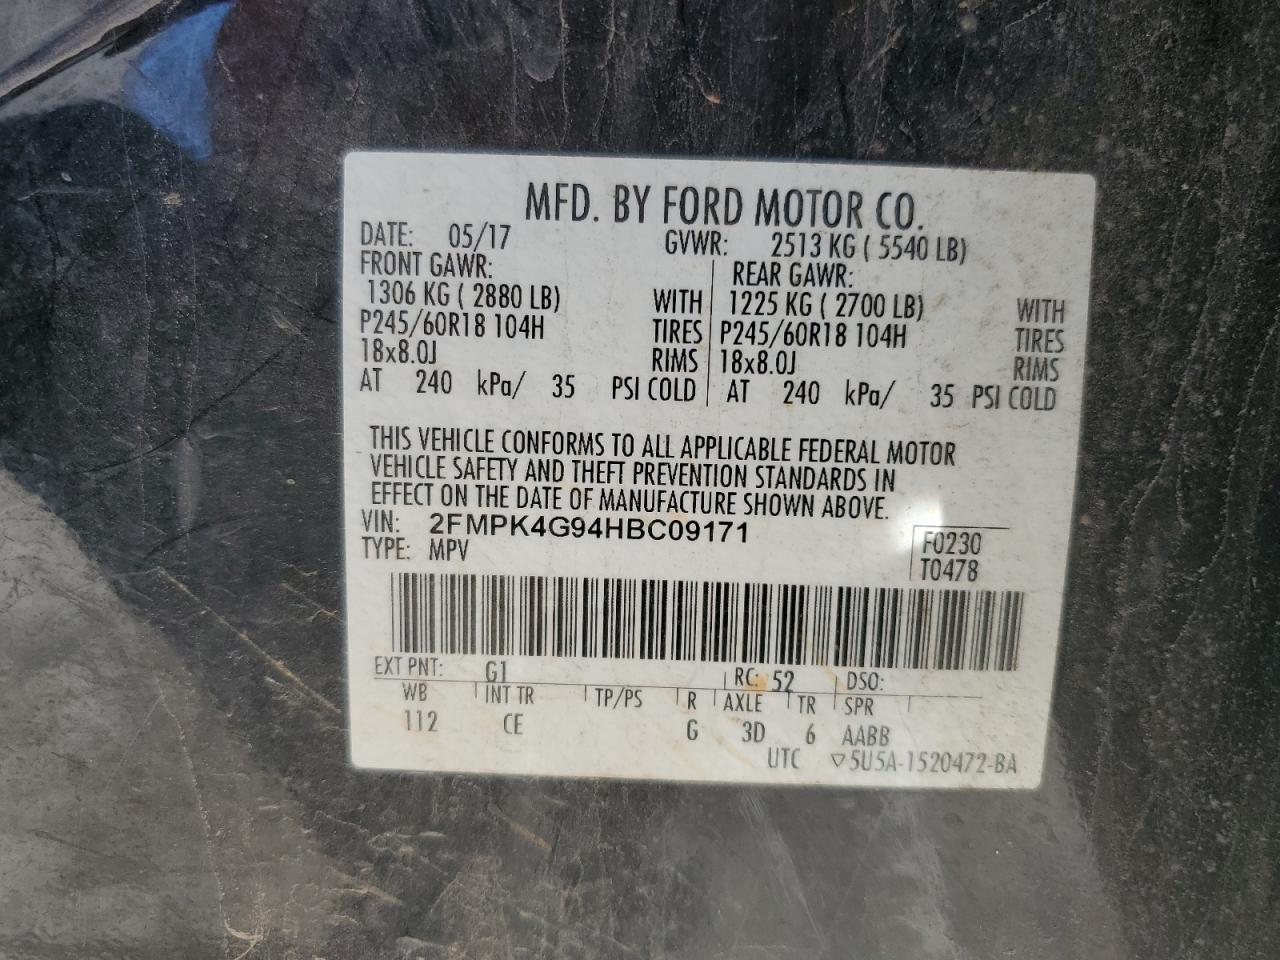 MFD. BY FORD MOTOR CO.
DATE: 05/17 GVWR: 2513 KG ( 5540 LB)
FRONT GAWR: REAR GAWR:
1306 KG ( 2880 LB) WITH 1225 KG ( 2700 LB) WITH
P245/60R18 104H TIRES P245/60R18 104H TIRES
18x8.0J RIMS 18x8.0J RIMS
AT 240 kPa/ 35 PSI COLD AT 240 kPa/ 35 PSI COLD
THIS VEHICLE CONFORMS TO ALL APPLICABLE FEDERAL MOTOR
VEHICLE SAFETY AND THEFT PREVENTION STANDARDS IN
EFFECT ON THE DATE OF MANUFACTURE SHOWN ABOVE.
VIN: 2FMPK4G94HBC09171
TYPE: MPV
F0230
T0478
EXT PNT: G1 RC: 52 DSO:
WB INT TR TP/PS R AXLE TR SPR
112 CE G 3D 6 AABB
UTC ▽5U5A-1520472-BA